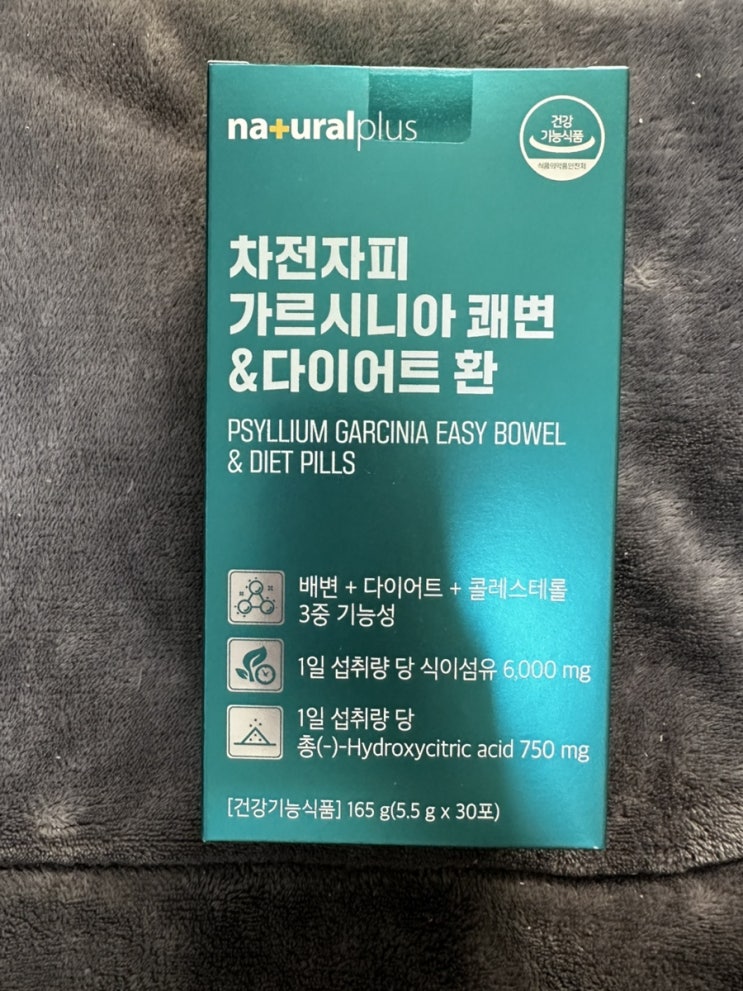 na+uralplus
건강
기능식품
식품의약품안전처
차전자피
가르시니아 쾌변
&다이어트 환
PSYLLIUM GARCINIA EASY BOWEL
& DIET PILLS
배변 + 다이어트 + 콜레스테롤
3중 기능성
1일 섭취량 당 식이섬유 6,000 mg
1일 섭취량 당
총(-)-Hydroxycitric acid 750 mg
[건강기능식품] 165 g(5.5 g x 30포)